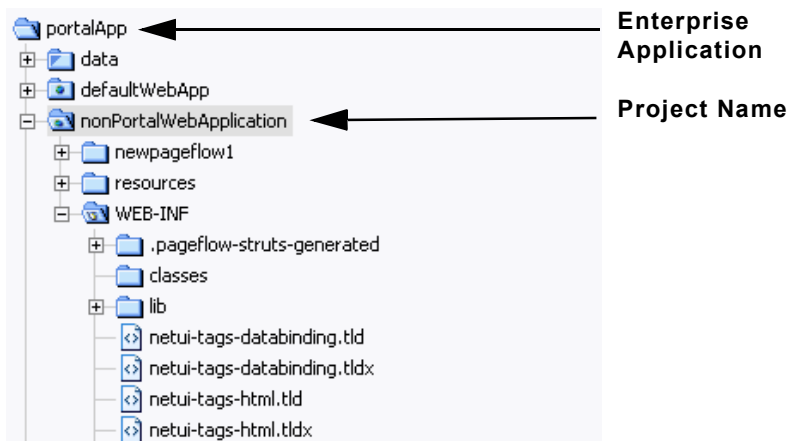 portalApp
Enterprise
Application
data
defaultWebApp
nonPortalWebApplication
Project Name
newpageflow1
resources
WEB-INF
.pageflow-struts-generated
classes
lib
netui-tags-databinding.tld
netui-tags-databinding.tldx
netui-tags-html.tld
netui-tags-html.tldx